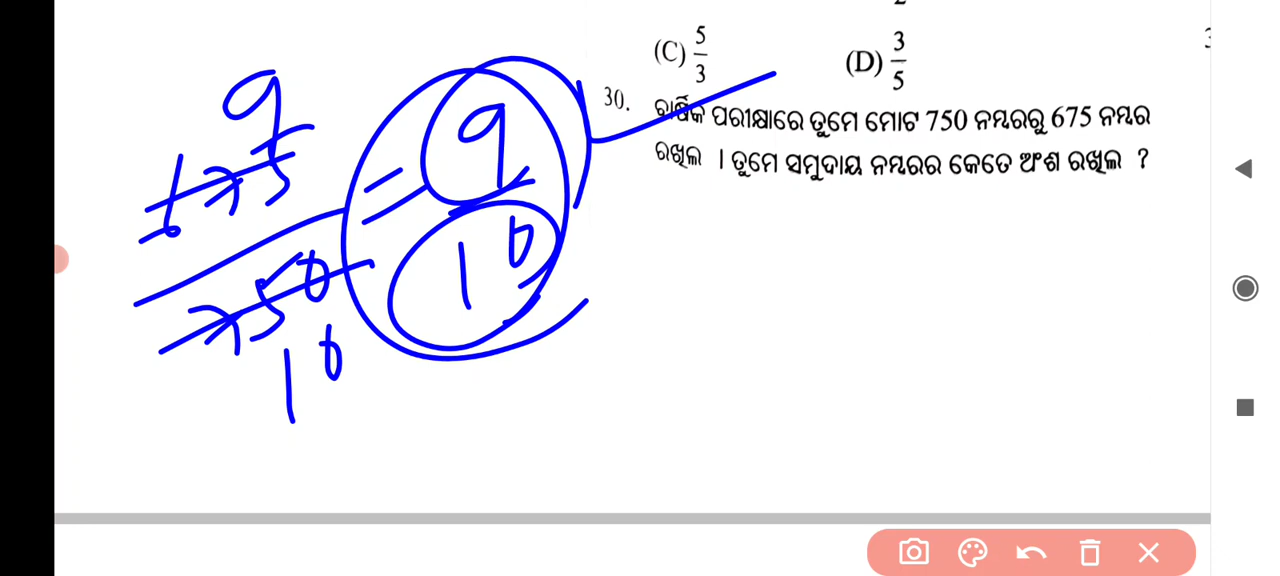 (C) 5/3 (D) 3/5
30. ବାର୍ଷିକ ପରୀକ୍ଷାରେ ତୁମେ ମୋଟ 750 ନମ୍ବରରୁ 675 ନମ୍ବର
ରଖିଲ । ତୁମେ ସମୁଦାୟ ନମ୍ବରର କେତେ ଅଂଶ ରଖିଲ ?
9
675
750
10
= 9/10